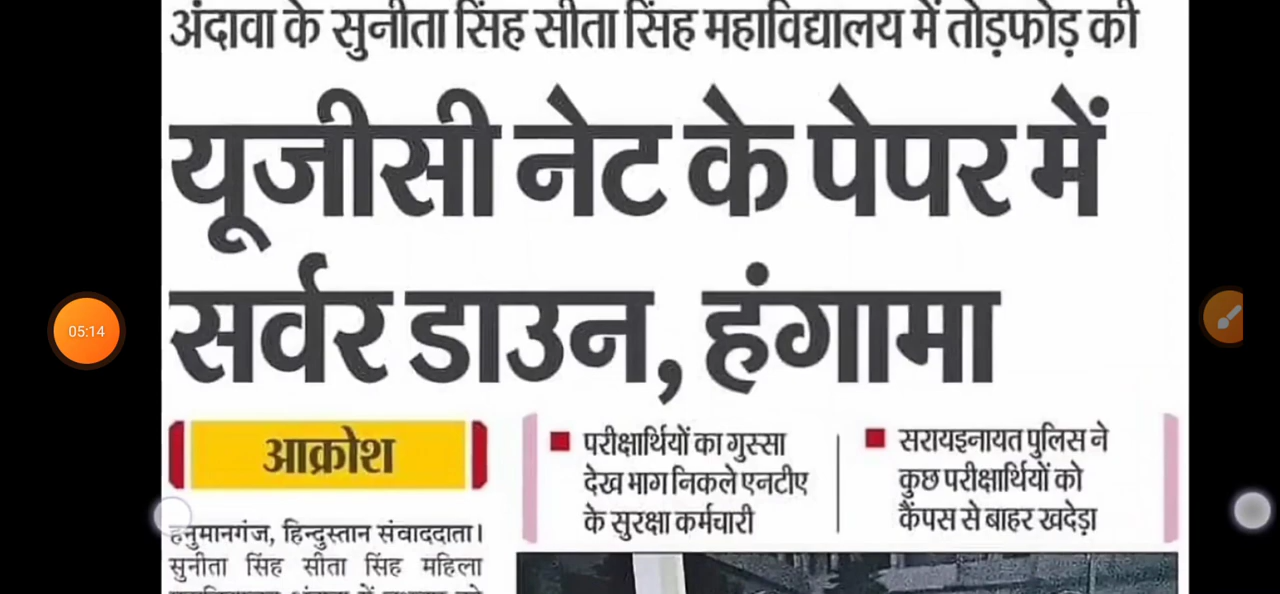 अंदावा के सुनीता सिंह सीता सिंह महाविद्यालय में तोड़फोड़ की
यूजीसी नेट के पेपर में
सर्वर डाउन, हंगामा
आक्रोश
परीक्षार्थियों का गुस्सा
देख भाग निकले एनटीए
के सुरक्षा कर्मचारी
सरायइनायत पुलिस ने
कुछ परीक्षार्थियों को
कैंपस से बाहर खदेड़ा
हनुमानगंज, हिन्दुस्तान संवाददाता।
सुनीता सिंह सीता सिंह महिला
05:14